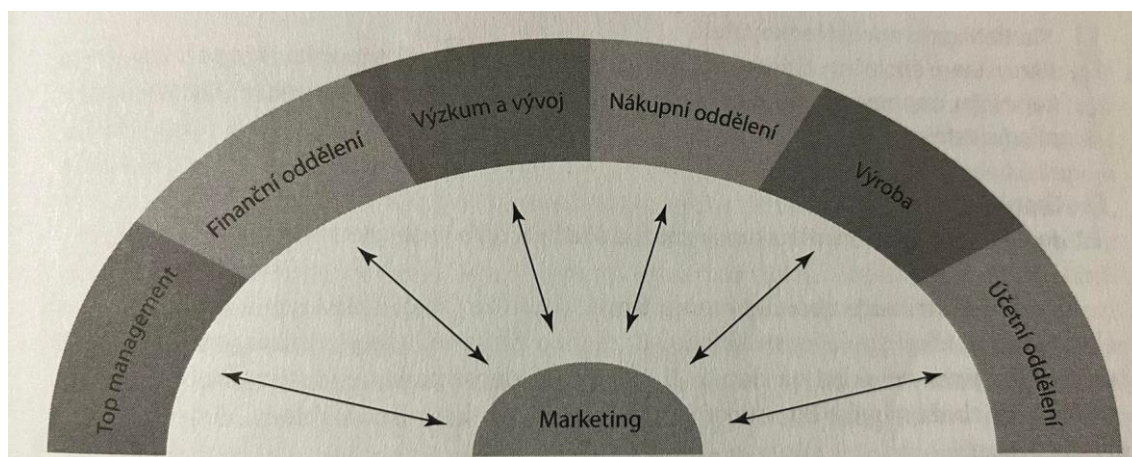 Top management
Finanční oddělení
Výzkum a vývoj
Nákupní oddělení
Výroba
Účetní oddělení
Marketing